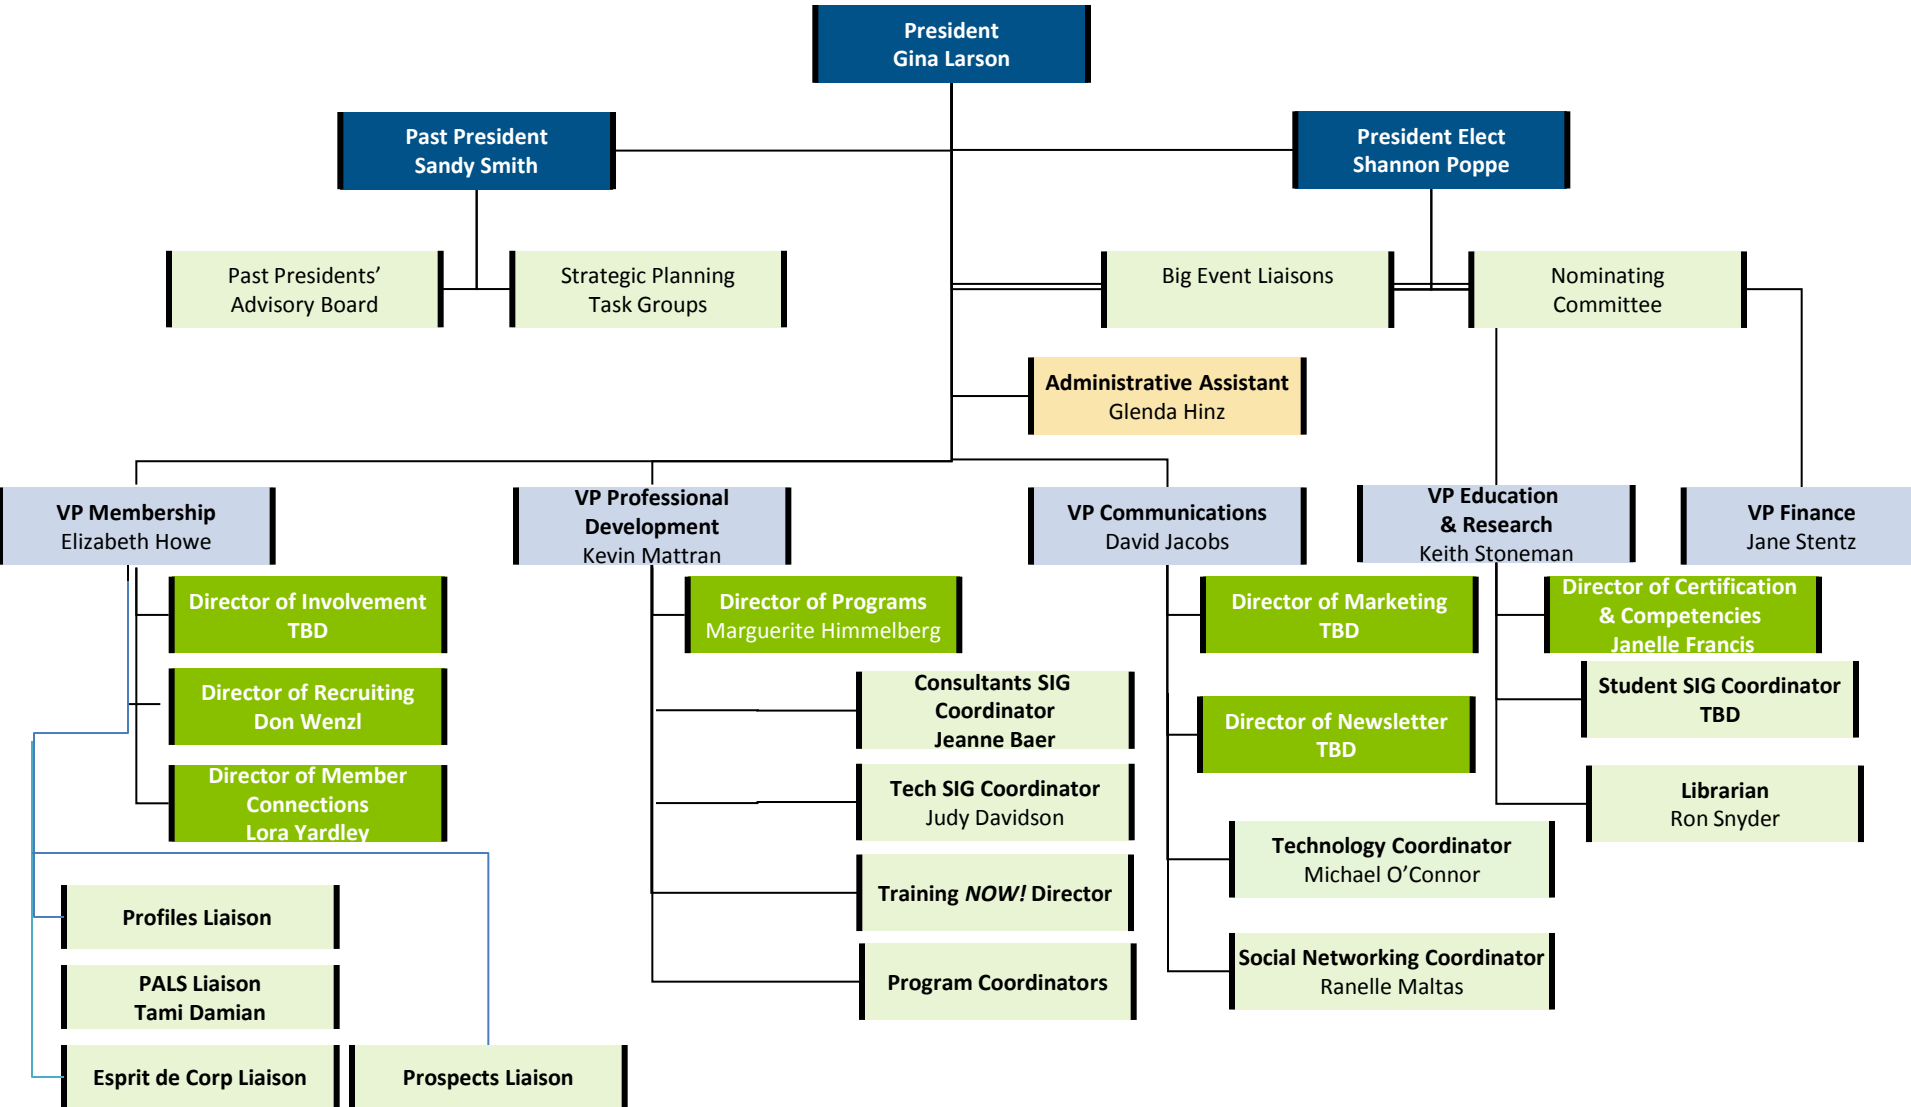 President
Gina Larson
Past President
Sandy Smith
President Elect
Shannon Poppe
Past Presidents’
Advisory Board
Strategic Planning
Task Groups
Big Event Liaisons
Nominating
Committee
Administrative Assistant
Glenda Hinz
VP Membership
Elizabeth Howe
VP Professional
Development
Kevin Mattran
VP Communications
David Jacobs
VP Education
& Research
Keith Stoneman
VP Finance
Jane Stentz
Director of Involvement
TBD
Director of Recruiting
Don Wenzl
Director of Member
Connections
Lora Yardley
Profiles Liaison
PALS Liaison
Tami Damian
Esprit de Corp Liaison
Prospects Liaison
Director of Programs
Marguerite Himmelberg
Consultants SIG
Coordinator
Jeanne Baer
Tech SIG Coordinator
Judy Davidson
Training NOW! Director
Program Coordinators
Director of Marketing
TBD
Director of Newsletter
TBD
Technology Coordinator
Michael O’Connor
Social Networking Coordinator
Ranelle Maltas
Director of Certification
& Competencies
Janelle Francis
Student SIG Coordinator
TBD
Librarian
Ron Snyder